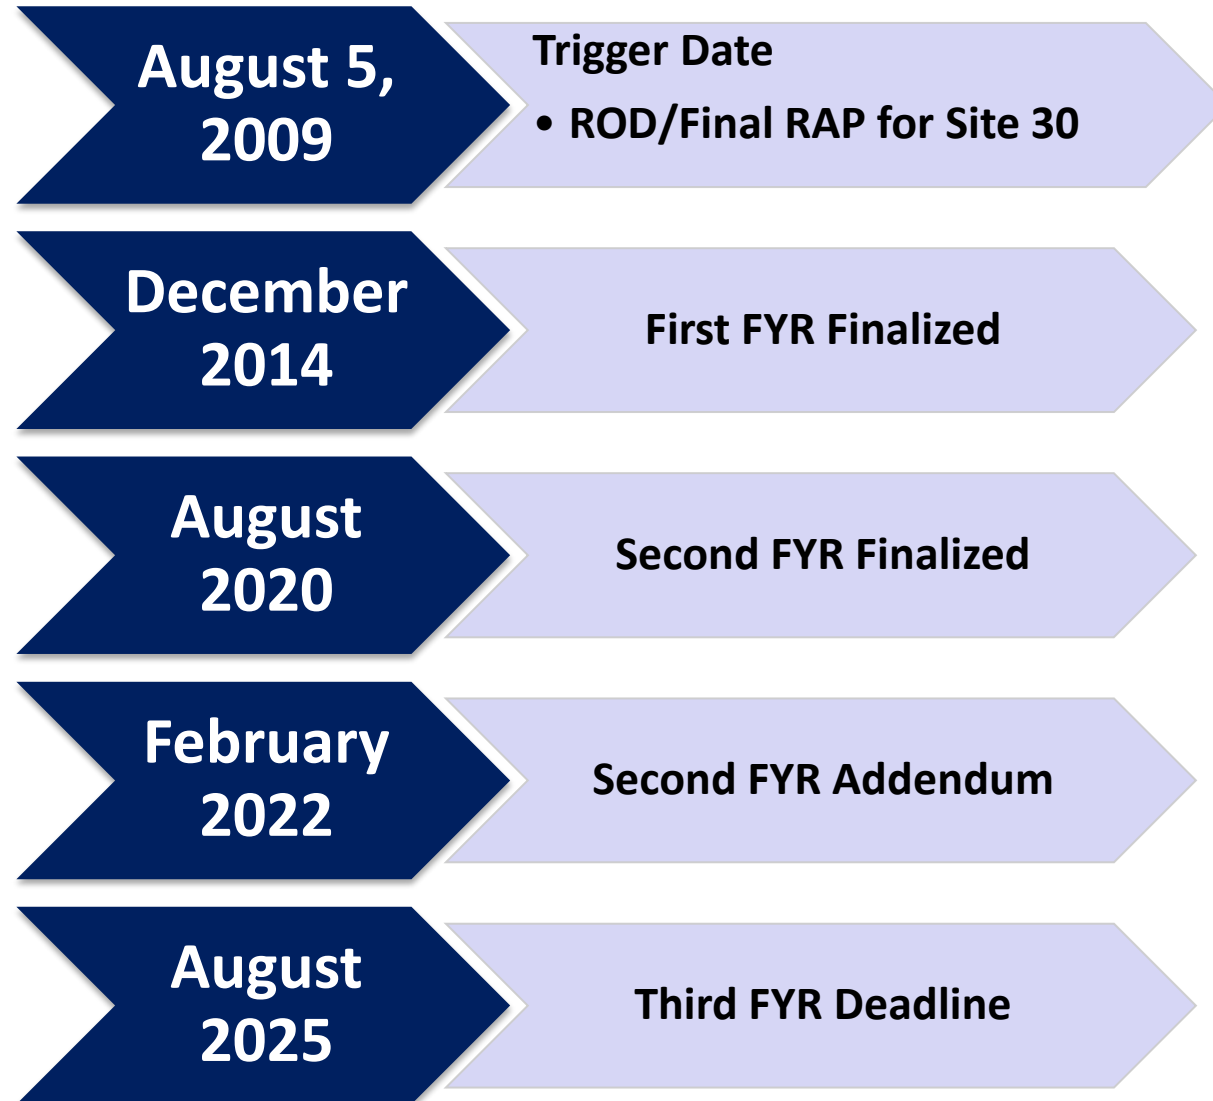 August 5,
2009
Trigger Date
• ROD/Final RAP for Site 30
December
2014
First FYR Finalized
August
2020
Second FYR Finalized
February
2022
Second FYR Addendum
August
2025
Third FYR Deadline